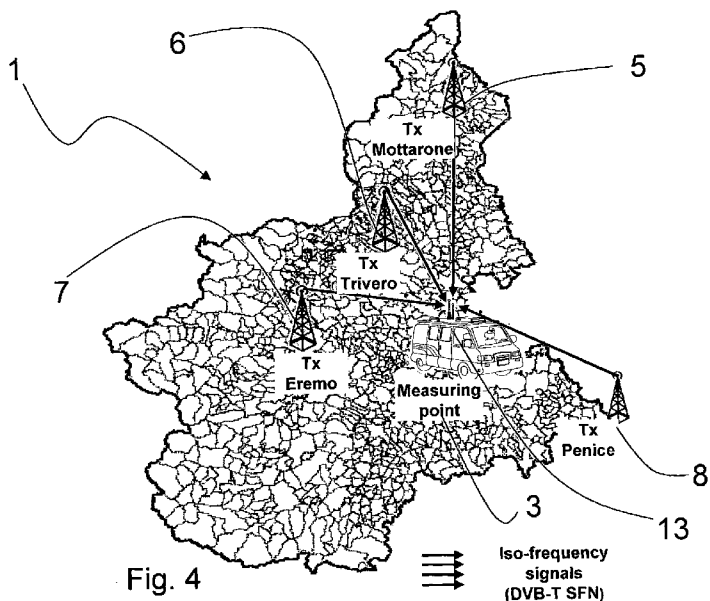 6
1
5
Tx
Mottarone
7
Tx
Trivero
Tx
Eremo
Measuring
point
Tx
Penice
8
3
13
Fig. 4
Iso-frequency
signals
(DVB-T SFN)